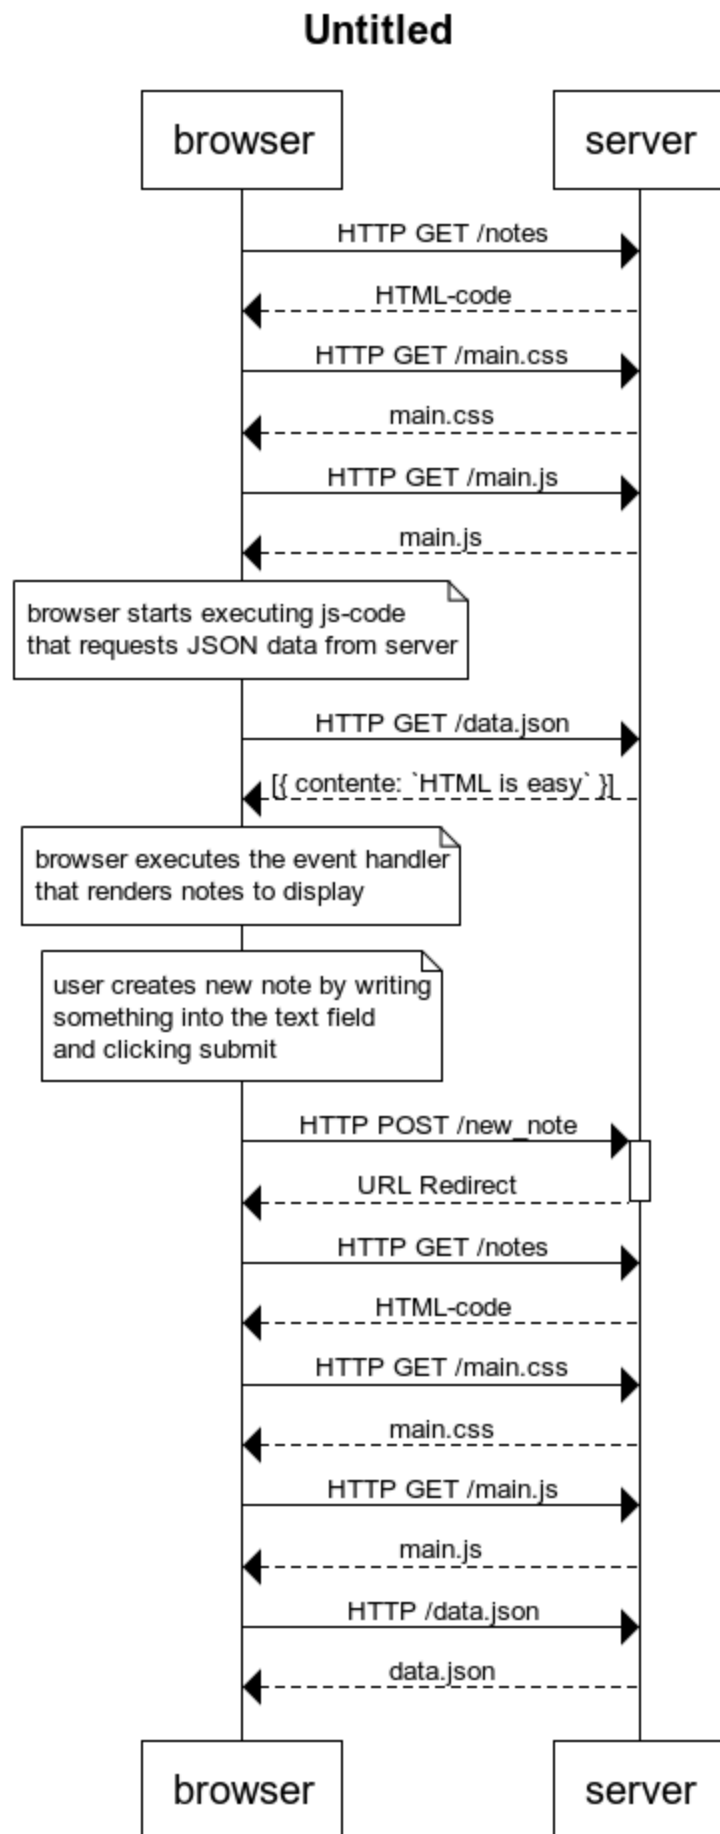 Untitled
browser
server
HTTP GET /notes
HTML-code
HTTP GET /main.css
main.css
HTTP GET /main.js
main.js
browser starts executing js-code
that requests JSON data from server
HTTP GET /data.json
[{ contente: `HTML is easy` }]
browser executes the event handler
that renders notes to display
user creates new note by writing
something into the text field
and clicking submit
HTTP POST /new_note
URL Redirect
HTTP GET /notes
HTML-code
HTTP GET /main.css
main.css
HTTP GET /main.js
main.js
HTTP /data.json
data.json
browser
server